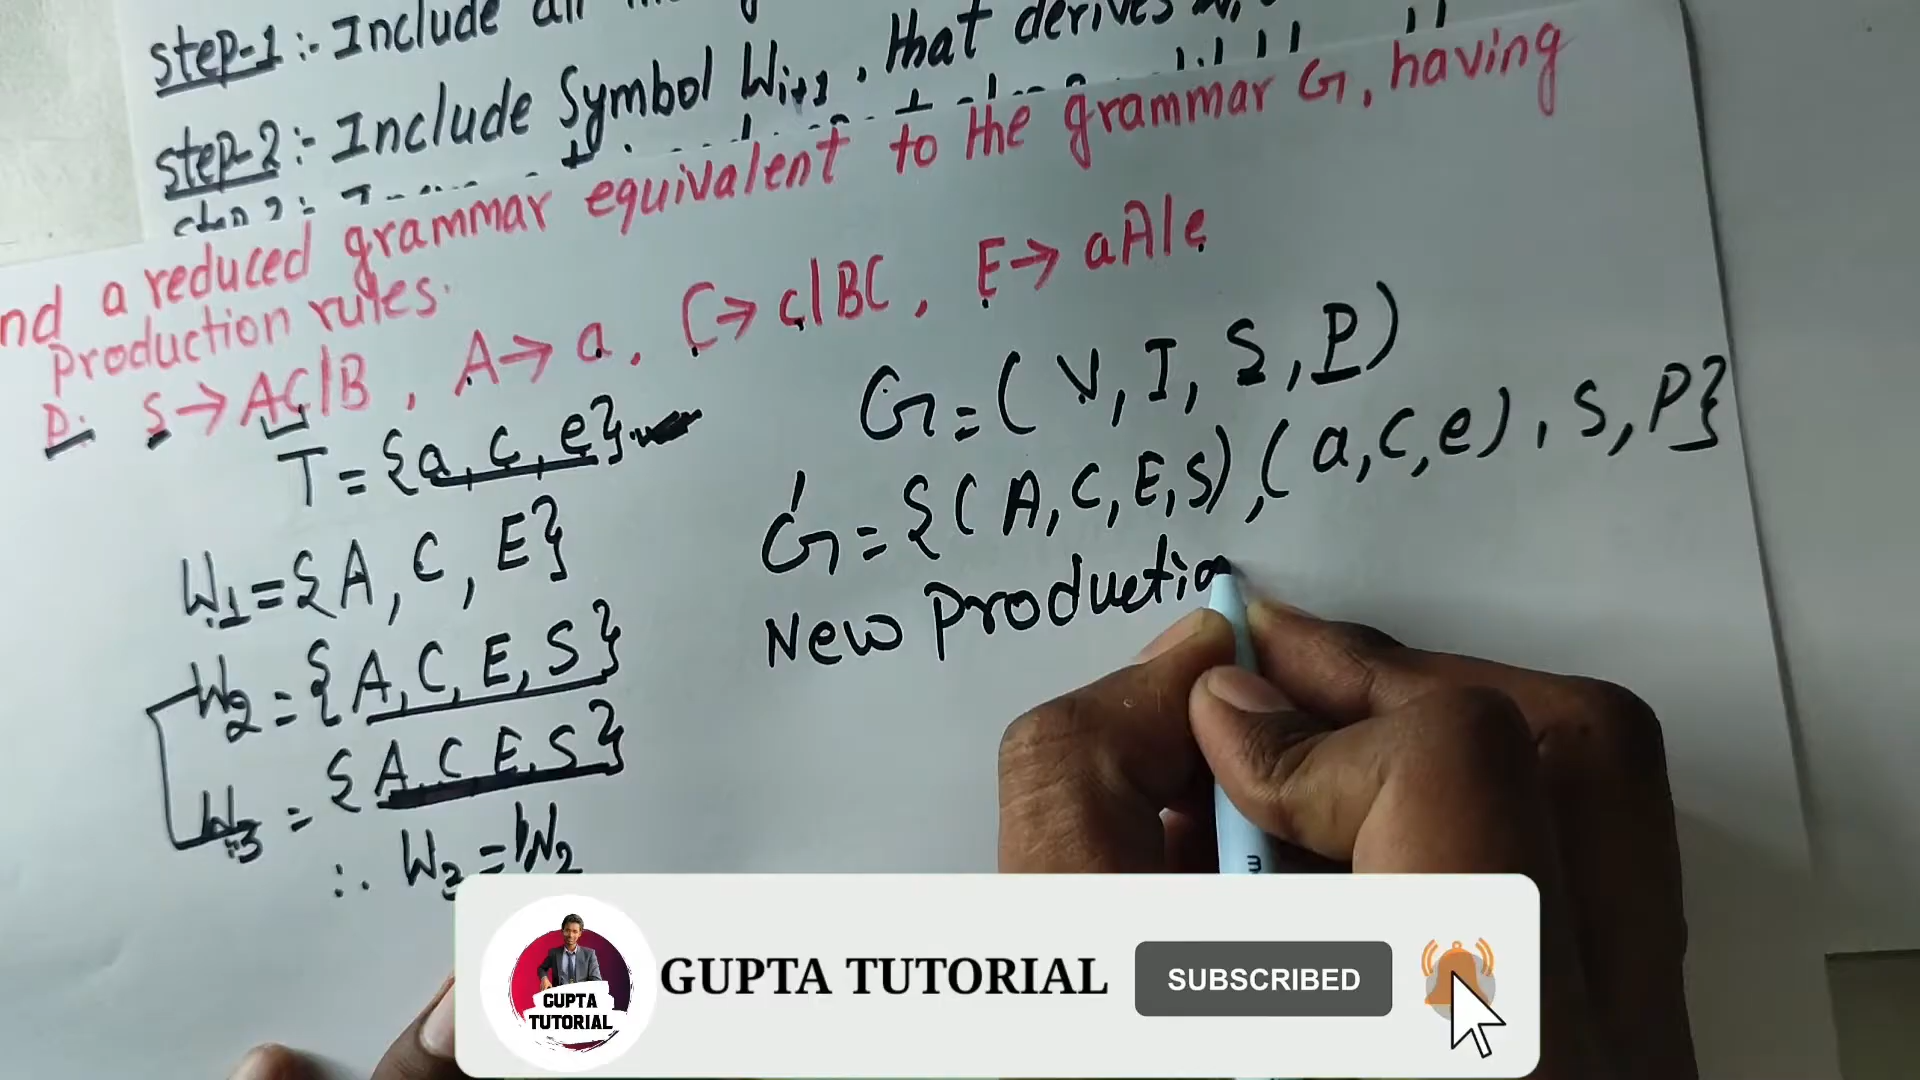 step-1 :- Include all
step-2 :- Include Symbol Wi+1, that derives
nd a reduced grammar equivalent to the grammar G, having
Production rules.
P: S → AC|B, A → a, C → c|BC, E → aA|e
T = {a, c, e}
W1 = {A, C, E}
W2 = {A, C, E, S}
W3 = {A, C, E, S}
∴ W3 = W2
G = (V, T, S, P)
G' = {(A, C, E, S), (a, c, e), S, P}
New Productio
GUPTA TUTORIAL
GUPTA TUTORIAL
SUBSCRIBED